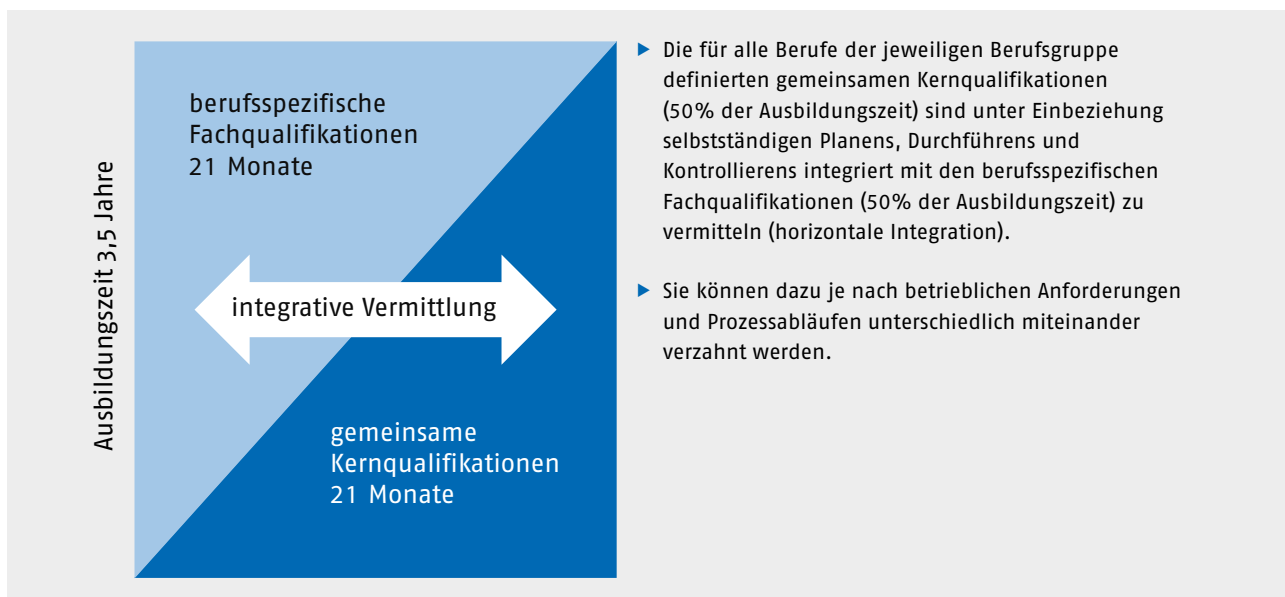 Ausbildungszeit 3,5 Jahre
berufsspezifische
Fachqualifikationen
21 Monate
integrative Vermittlung
gemeinsame
Kernqualifikationen
21 Monate
▶ Die für alle Berufe der jeweiligen Berufsgruppe
definierten gemeinsamen Kernqualifikationen
(50% der Ausbildungszeit) sind unter Einbeziehung
selbstständigen Planens, Durchführens und
Kontrollierens integriert mit den berufsspezifischen
Fachqualifikationen (50% der Ausbildungszeit) zu
vermitteln (horizontale Integration).
▶ Sie können dazu je nach betrieblichen Anforderungen
und Prozessabläufen unterschiedlich miteinander
verzahnt werden.